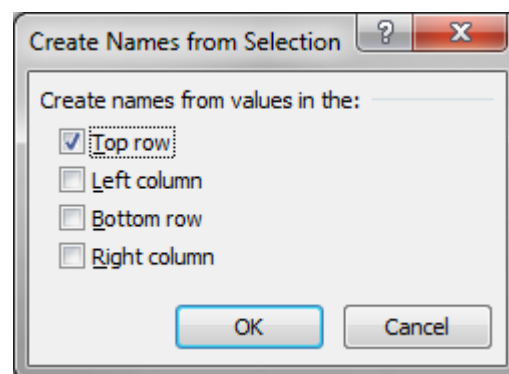 Create Names from Selection
Create names from values in the:
Top row
Left column
Bottom row
Right column
OK Cancel